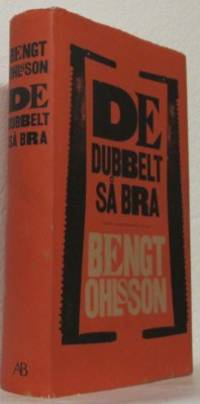 BENGT
OHLSSON
DE
DUBBELT
SÅ BRA
AB
DE
DUBBELT
SÅ BRA
BENGT
OHLSSON